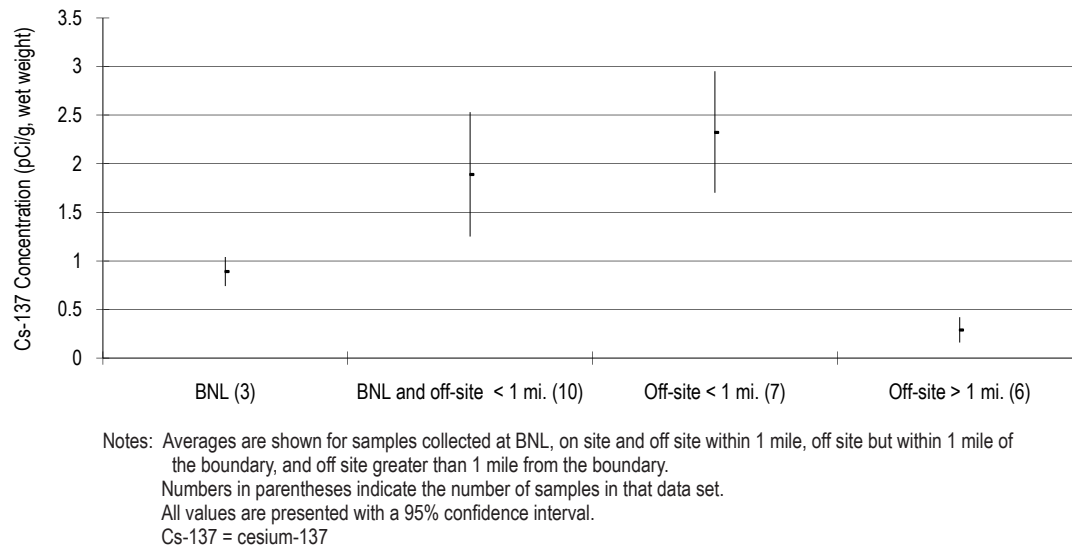 Cs-137 Concentration (pCi/g, wet weight)
3.5
3
2.5
2
1.5
1
0.5
0
BNL (3)
BNL and off-site < 1 mi. (10)
Off-site < 1 mi. (7)
Off-site > 1 mi. (6)
Notes: Averages are shown for samples collected at BNL, on site and off site within 1 mile, off site but within 1 mile of
the boundary, and off site greater than 1 mile from the boundary.
Numbers in parentheses indicate the number of samples in that data set.
All values are presented with a 95% confidence interval.
Cs-137 = cesium-137